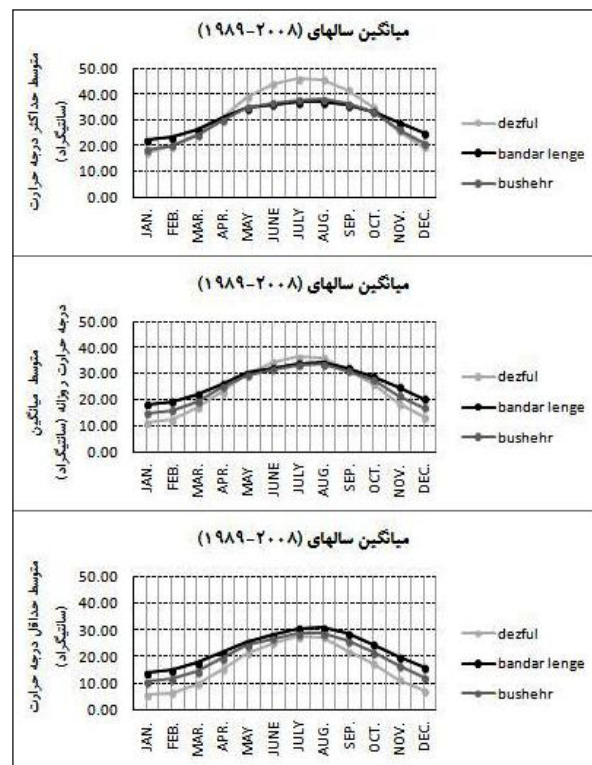 میانگین سالهای (۲۰۰۸-۱۹۸۹)
متوسط حداکثر درجه حرارت
(سانتیگراد)
50.00
40.00
30.00
20.00
10.00
0.00
JAN. FEB. MAR. APR. MAY JUNE JULY AUG. SEP. OCT. NOV. DEC.
dezful
bandar lenge
bushehr
میانگین سالهای (۲۰۰۸-۱۹۸۹)
متوسط میانگین
درجه حرارت روزانه (سانتیگراد)
50.00
40.00
30.00
20.00
10.00
0.00
JAN. FEB. MAR. APR. MAY JUNE JULY AUG. SEP. OCT. NOV. DEC.
dezful
bandar lenge
bushehr
میانگین سالهای (۲۰۰۸-۱۹۸۹)
متوسط حداقل درجه حرارت
(سانتیگراد)
50.00
40.00
30.00
20.00
10.00
0.00
JAN. FEB. MAR. APR. MAY JUNE JULY AUG. SEP. OCT. NOV. DEC.
dezful
bandar lenge
bushehr